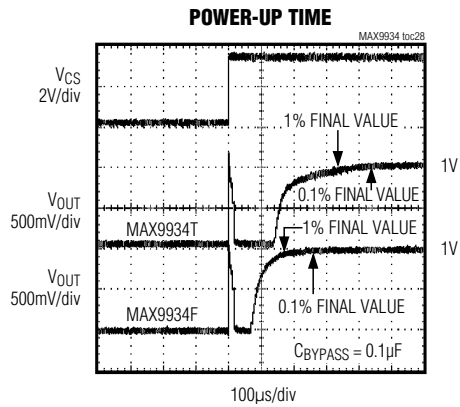 POWER-UP TIME
MAX9934 toc28
VCS
2V/div
1% FINAL VALUE
1V
0.1% FINAL VALUE
VOUT
500mV/div
MAX9934T
1% FINAL VALUE
1V
VOUT
500mV/div
0.1% FINAL VALUE
MAX9934F
CBYPASS = 0.1µF
100µs/div